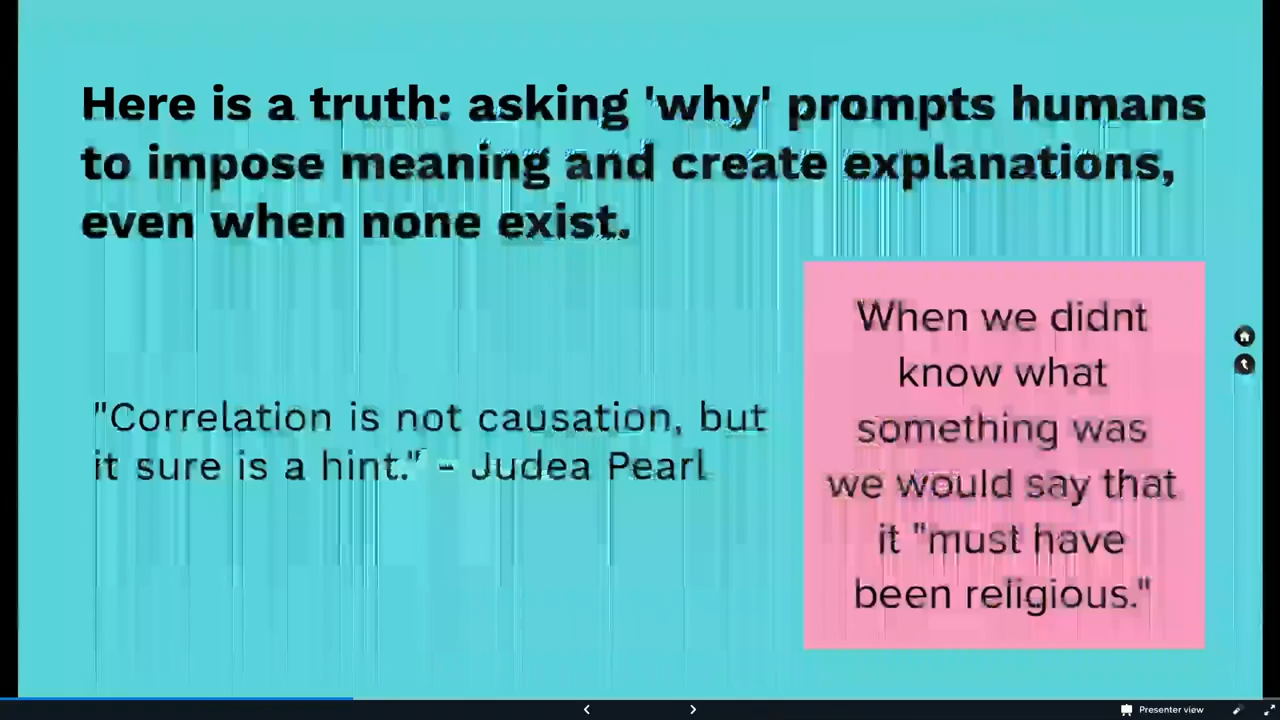 Here is a truth: asking 'why' prompts humans
to impose meaning and create explanations,
even when none exist.
"Correlation is not causation, but
it sure is a hint." - Judea Pearl
When we didnt
know what
something was
we would say that
it "must have
been religious."
Presenter view